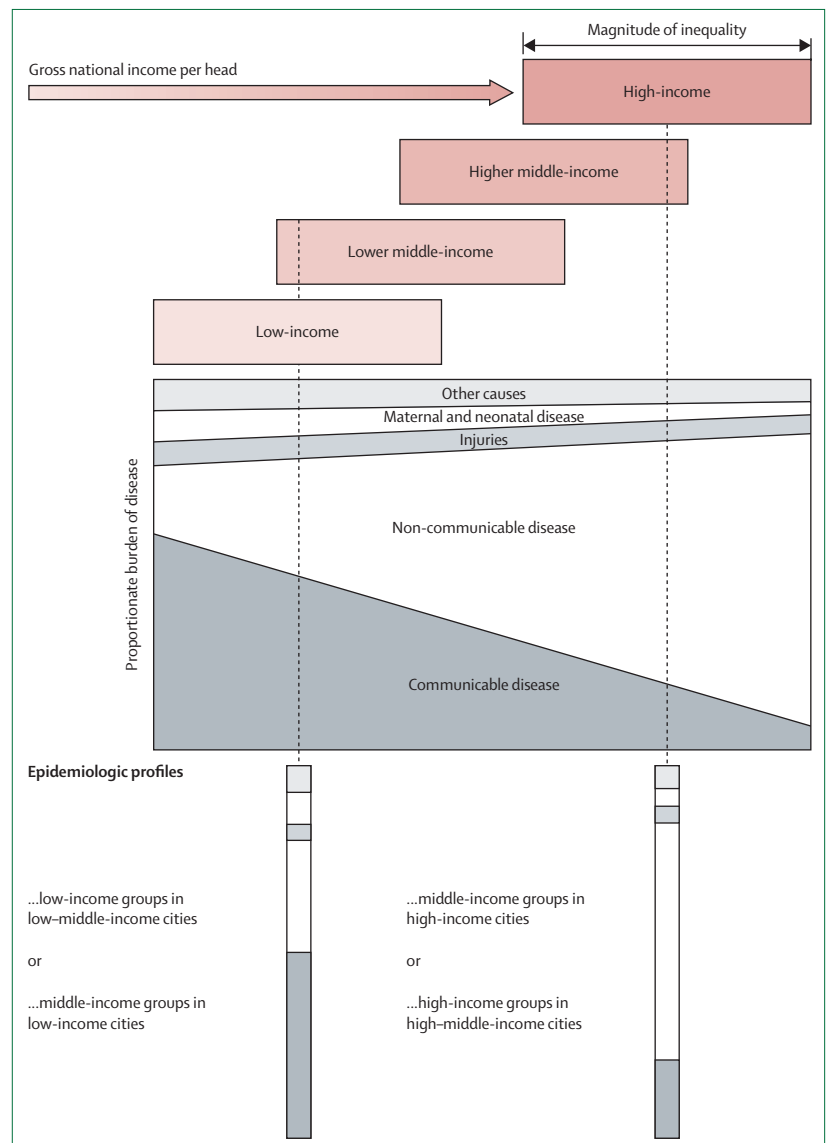 Magnitude of inequality
Gross national income per head
High-income
Higher middle-income
Lower middle-income
Low-income
Other causes
Maternal and neonatal disease
Injuries
Non-communicable disease
Communicable disease
Proportionate burden of disease
Epidemiologic profiles
...low-income groups in
low–middle-income cities
or
...middle-income groups in
low-income cities
...middle-income groups in
high-income cities
or
...high-income groups in
high–middle-income cities